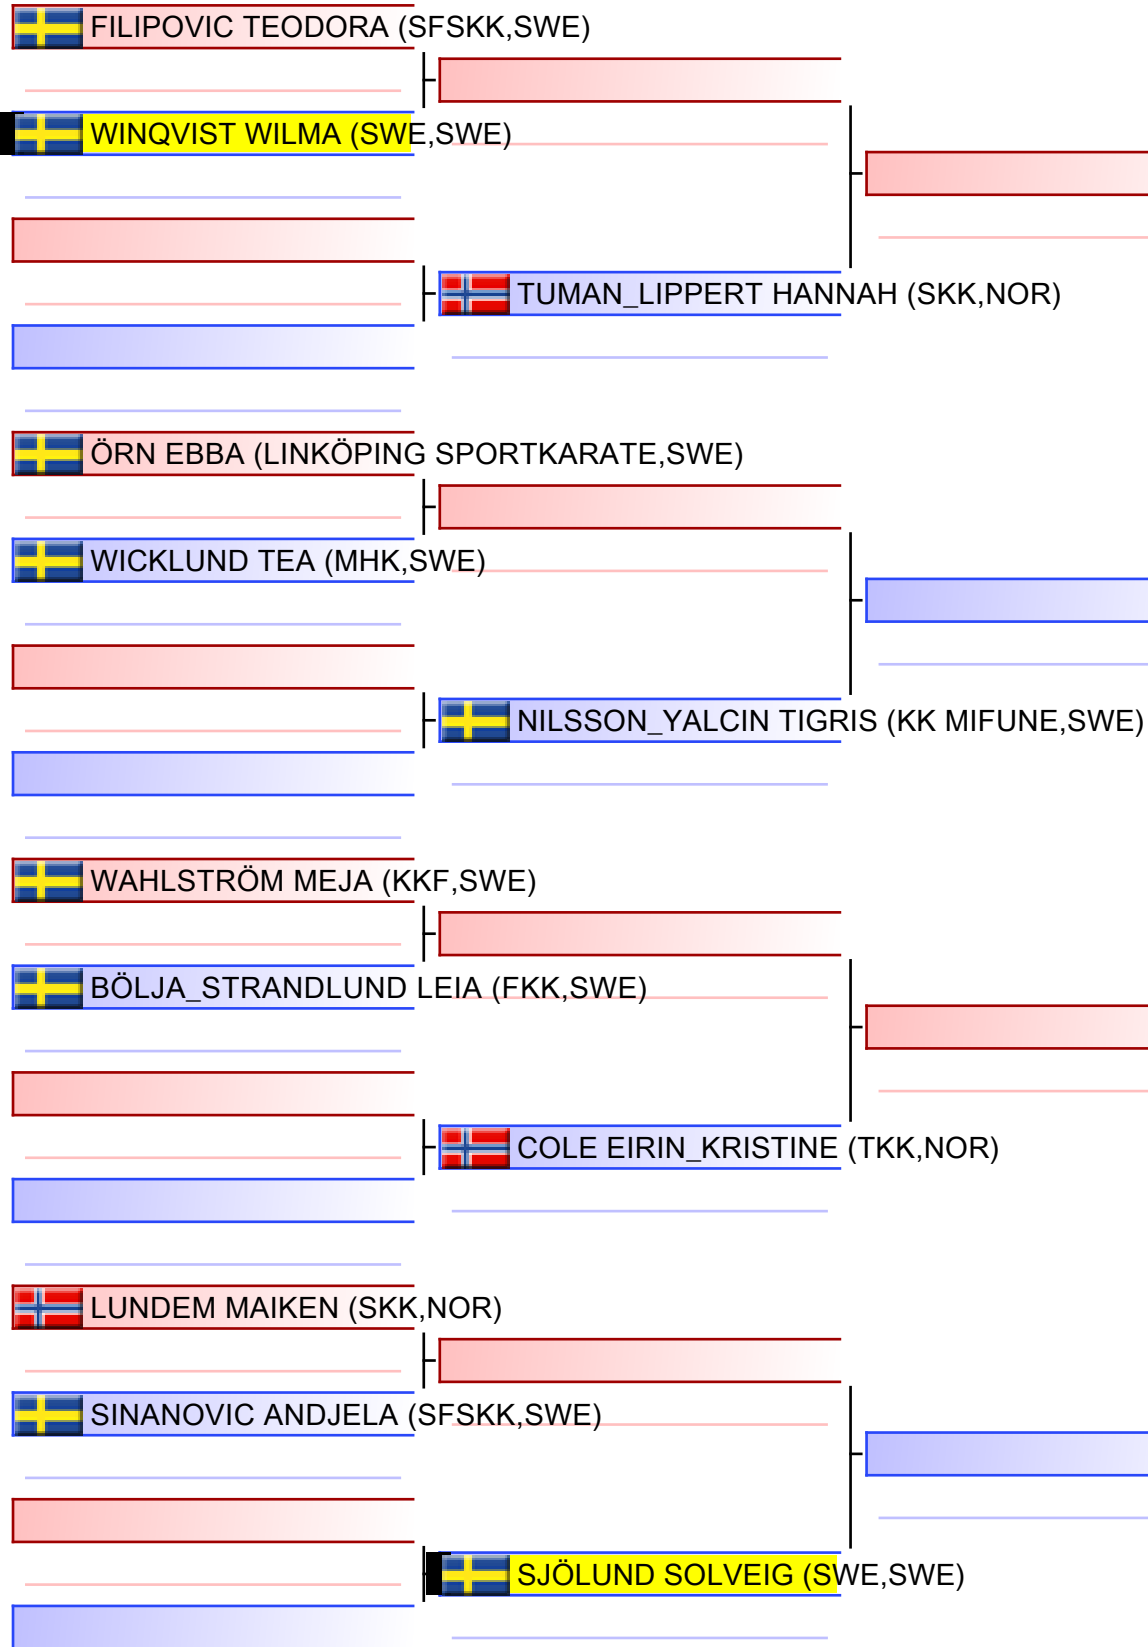 FILIPOVIC TEODORA (SFSKK,SWE)
WINQVIST WILMA (SWE,SWE)
TUMAN_LIPPERT HANNAH (SKK,NOR)
ÖRN EBBA (LINKÖPING SPORTKARATE,SWE)
WICKLUND TEA (MHK,SWE)
NILSSON_YALCIN TIGRIS (KK MIFUNE,SWE)
WAHLSTRÖM MEJA (KKF,SWE)
BÖLJA_STRANDLUND LEIA (FKK,SWE)
COLE EIRIN_KRISTINE (TKK,NOR)
LUNDEM MAIKEN (SKK,NOR)
SINANOVIC ANDJELA (SFSKK,SWE)
SJÖLUND SOLVEIG (SWE,SWE)